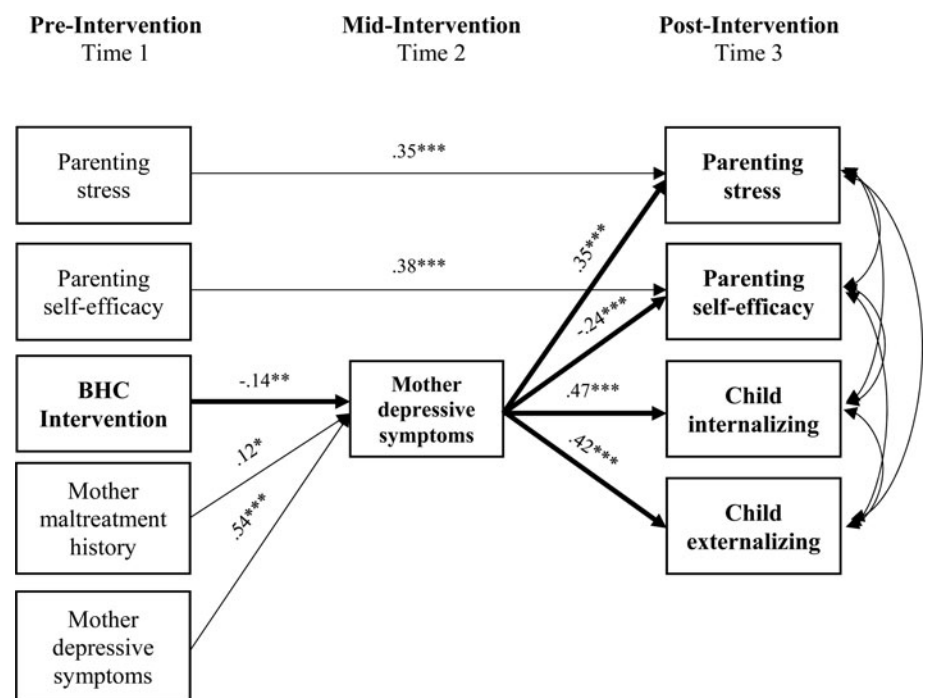 Pre-Intervention
Time 1
Mid-Intervention
Time 2
Post-Intervention
Time 3
Parenting
stress
.35***
Parenting
stress
.35***
Parenting
self-efficacy
.38***
Parenting
self-efficacy
-.24***
BHC
Intervention
-.14**
Mother
depressive
symptoms
.47***
Child
internalizing
.12*
Mother
maltreatment
history
.54***
.42***
Child
externalizing
Mother
depressive
symptoms